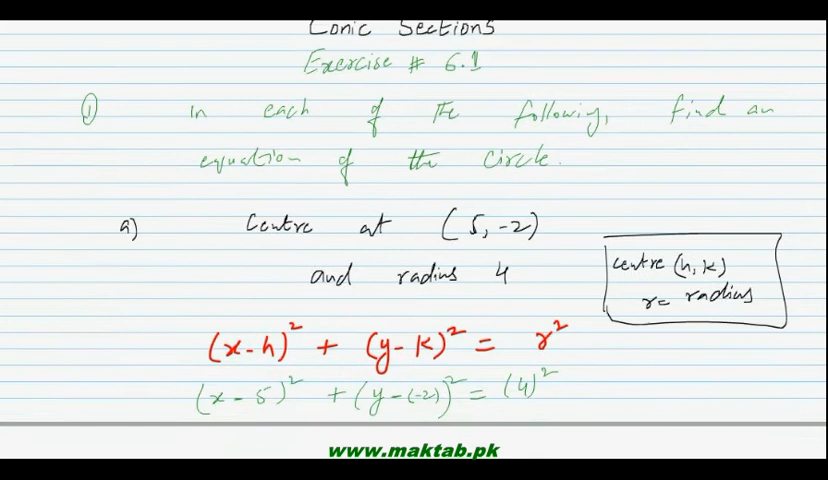 Conic Sections
Exercise # 6.1
① in each of the following, find an
equation of the circle.
a) Centre at (5, -2)
and radius 4
centre (h, k)
r = radius
(x - h)² + (y - k)² = r²
(x - 5)² + (y - (-2))² = (4)²
www.maktab.pk